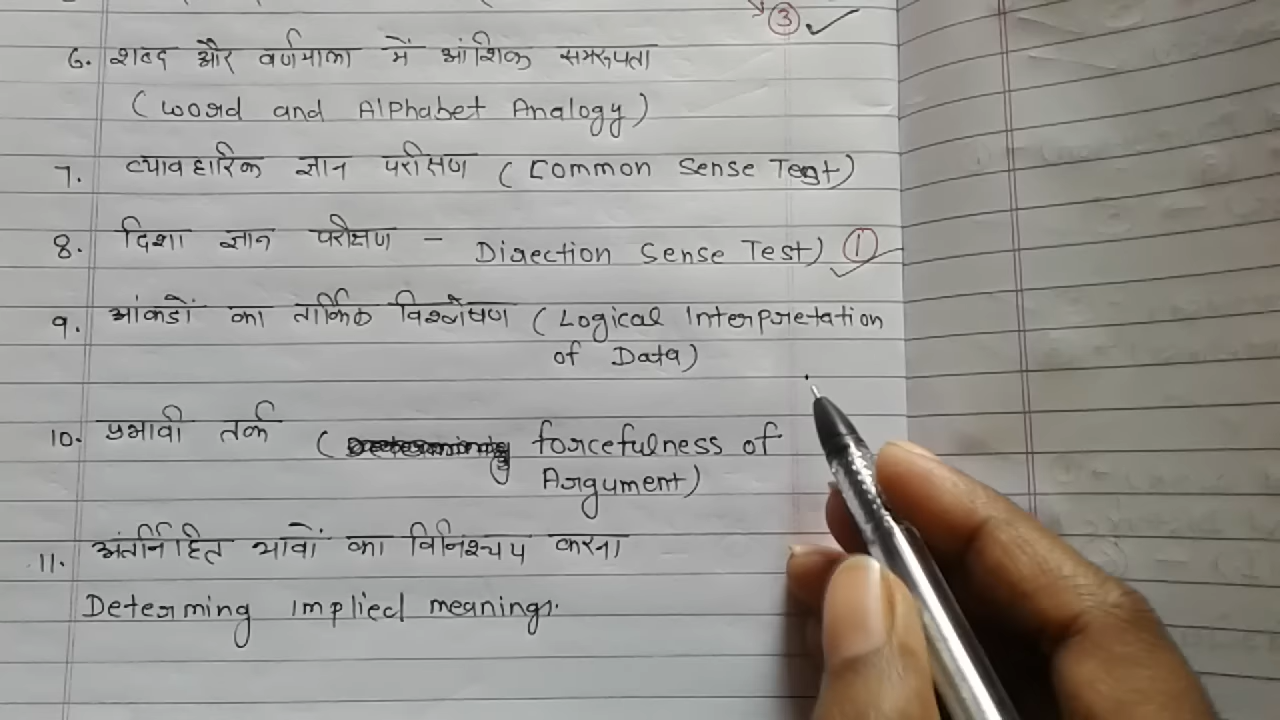 ③
6. शब्द और वर्णमाला में आंशिक समरुपता
(Word and Alphabet Analogy)
7. व्यावहारिक ज्ञान परीक्षण (Common Sense Test)
8. दिशा ज्ञान परीक्षण - Direction Sense Test) ①
9. आंकडों का तार्किक विश्लेषण (Logical Interpretation
of Data)
10. प्रभावी तर्क ( forcefulness of
Argument)
11. अंतर्निहित भावों का विनिश्चय करना
Determing implied meanings.